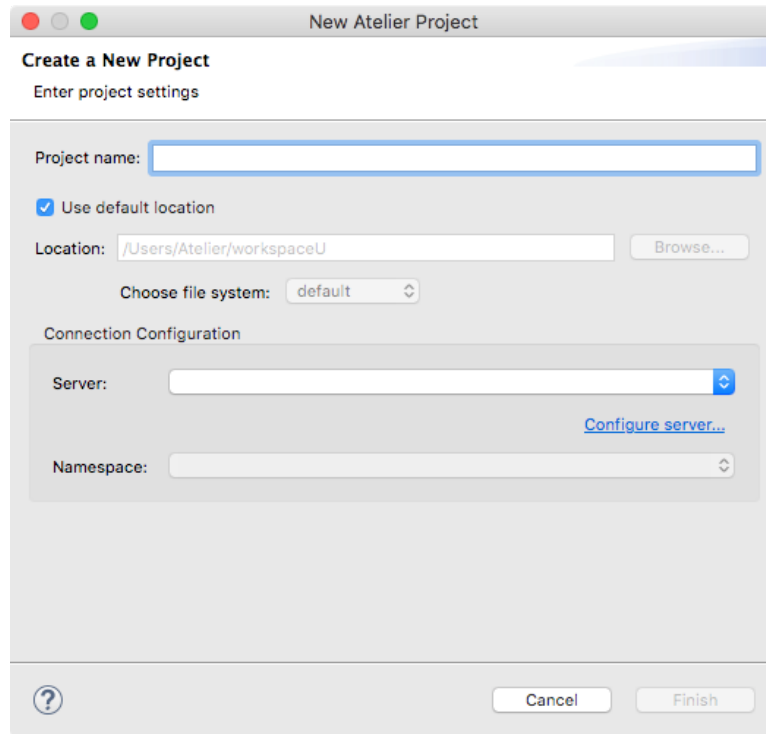 New Atelier Project
Create a New Project
Enter project settings
Project name:
Use default location
Location: /Users/Atelier/workspaceU Browse...
Choose file system: default
Connection Configuration
Server:
Configure server...
Namespace:
? Cancel Finish